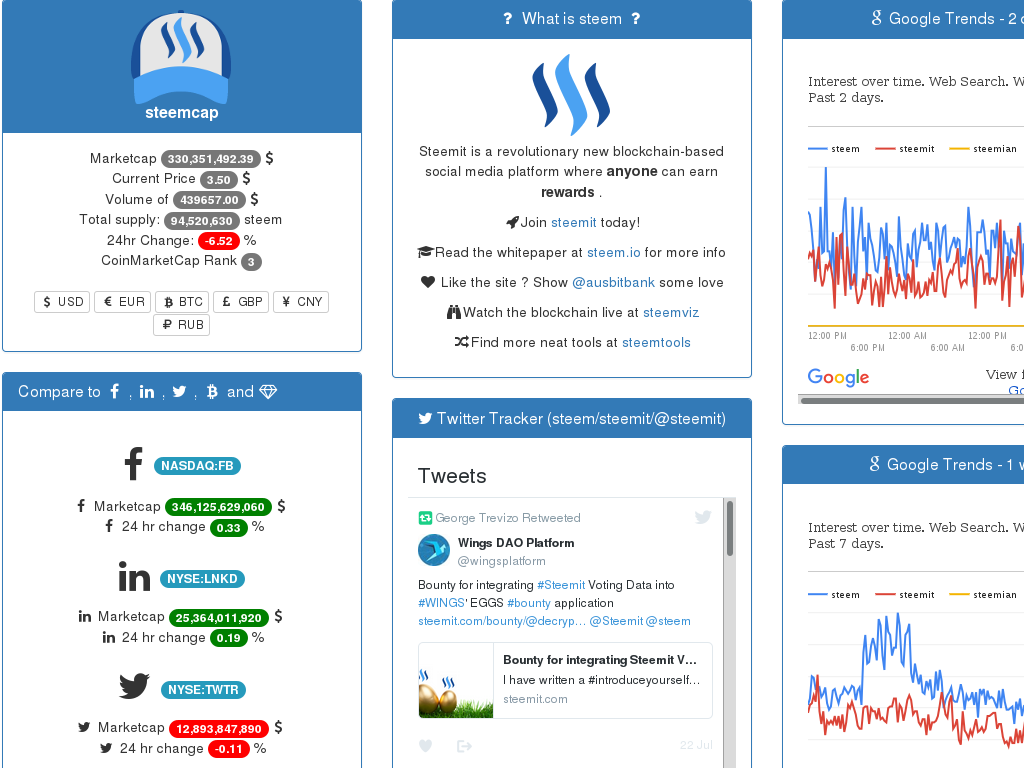 steemcap
Marketcap 330,351,492.39 $
Current Price 3.50 $
Volume of 439657.00 $
Total supply: 94,520,630 steem
24hr Change: -6.52 %
CoinMarketCap Rank 3
$ USD € EUR BTC £ GBP ¥ CNY
₽ RUB
Compare to f , in , , and
NASDAQ:FB
Marketcap 346,125,629,060 $
24 hr change 0.33 %
NYSE:LNKD
Marketcap 25,364,011,920 $
24 hr change 0.19 %
NYSE:TWTR
Marketcap 12,893,847,890 $
24 hr change -0.11 %
? What is steem ?
Steemit is a revolutionary new blockchain-based
social media platform where anyone can earn
rewards .
Join steemit today!
Read the whitepaper at steem.io for more info
Like the site ? Show @ausbitbank some love
Watch the blockchain live at steemviz
Find more neat tools at steemtools
Twitter Tracker (steem/steemit/@steemit)
Tweets
George Trevizo Retweeted
Wings DAO Platform
@wingsplatform
Bounty for integrating #Steemit Voting Data into
#WINGS' EGGS #bounty application
steemit.com/bounty/@decryp… @Steemit @steem
Bounty for integrating Steemit V…
I have written a #introduceyourself…
steemit.com
22 Jul
Google Trends - 2
Interest over time. Web Search. W
Past 2 days.
steem steemit steemian
12:00 PM 12:00 AM 12:00 PM
6:00 PM 6:00 AM 6:0
Google
View f
Go
Google Trends - 1 w
Interest over time. Web Search. W
Past 7 days.
steem steemit steemian